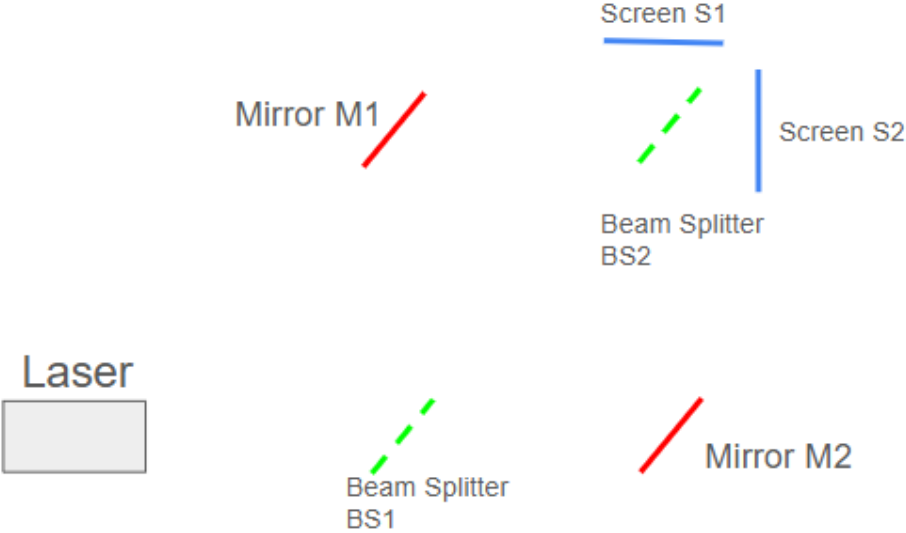 Screen S1
Mirror M1
Screen S2
Beam Splitter
BS2
Laser
Mirror M2
Beam Splitter
BS1